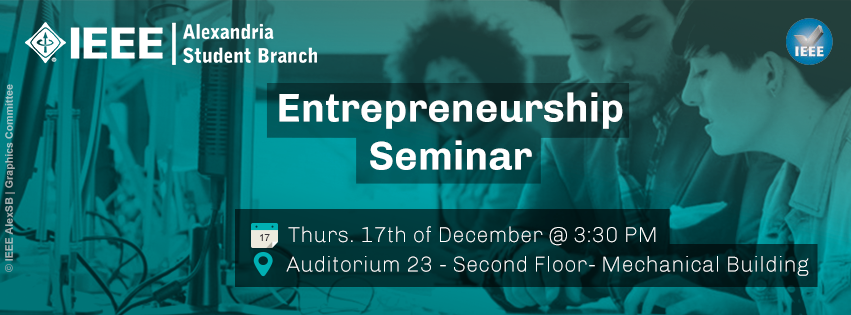 IEEE
Alexandria
Student Branch
IEEE
Entrepreneurship
Seminar
17
Thurs. 17th of December @ 3:30 PM
Auditorium 23 - Second Floor- Mechanical Building
© IEEE AlexSB | Graphics Committee